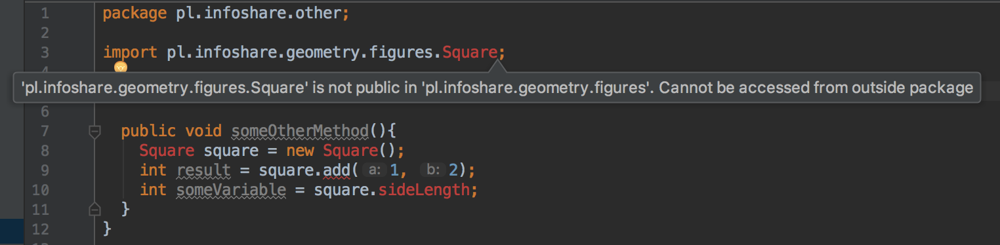 1 package pl.infoshare.other;
2
3 import pl.infoshare.geometry.figures.Square;
'pl.infoshare.geometry.figures.Square' is not public in 'pl.infoshare.geometry.figures'. Cannot be accessed from outside package
6
7 public void someOtherMethod(){
8 Square square = new Square();
9 int result = square.add( a: 1, b: 2);
10 int someVariable = square.sideLength;
11 }
12 }